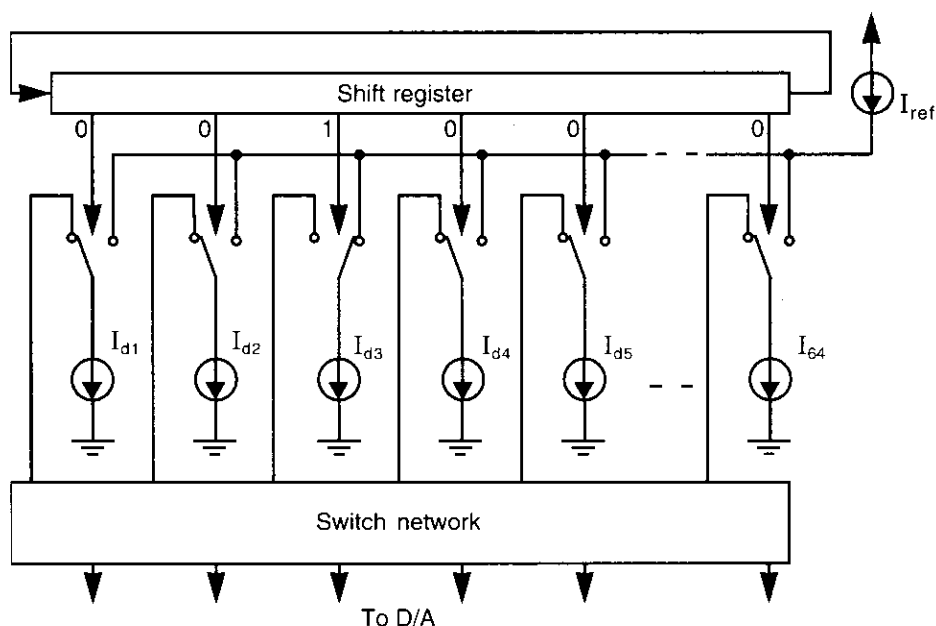 Shift register
I_ref
0 0 1 0 0 0
I_d1 I_d2 I_d3 I_d4 I_d5 I_64
Switch network
To D/A